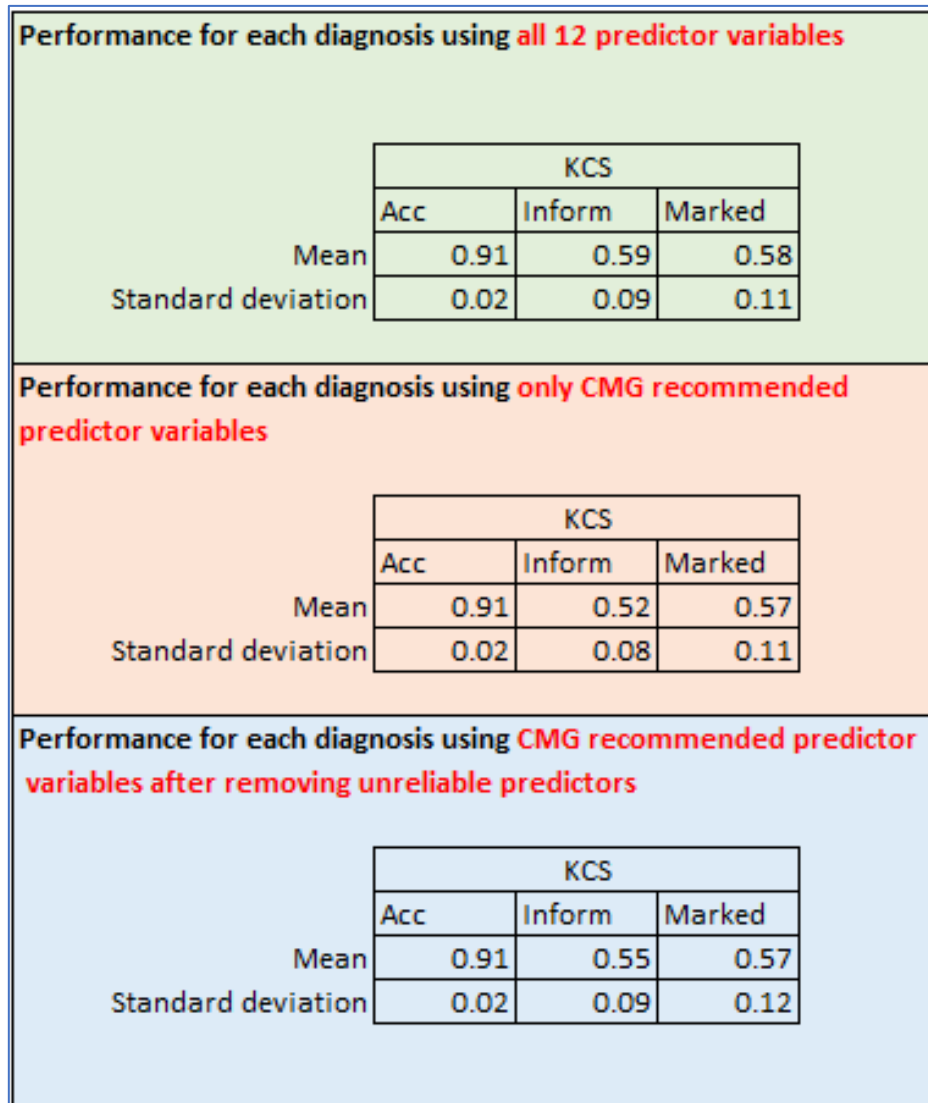 Performance for each diagnosis using all 12 predictor variables
KCS
Acc Inform Marked
Mean 0.91 0.59 0.58
Standard deviation 0.02 0.09 0.11
Performance for each diagnosis using only CMG recommended
predictor variables
KCS
Acc Inform Marked
Mean 0.91 0.52 0.57
Standard deviation 0.02 0.08 0.11
Performance for each diagnosis using CMG recommended predictor
variables after removing unreliable predictors
KCS
Acc Inform Marked
Mean 0.91 0.55 0.57
Standard deviation 0.02 0.09 0.12